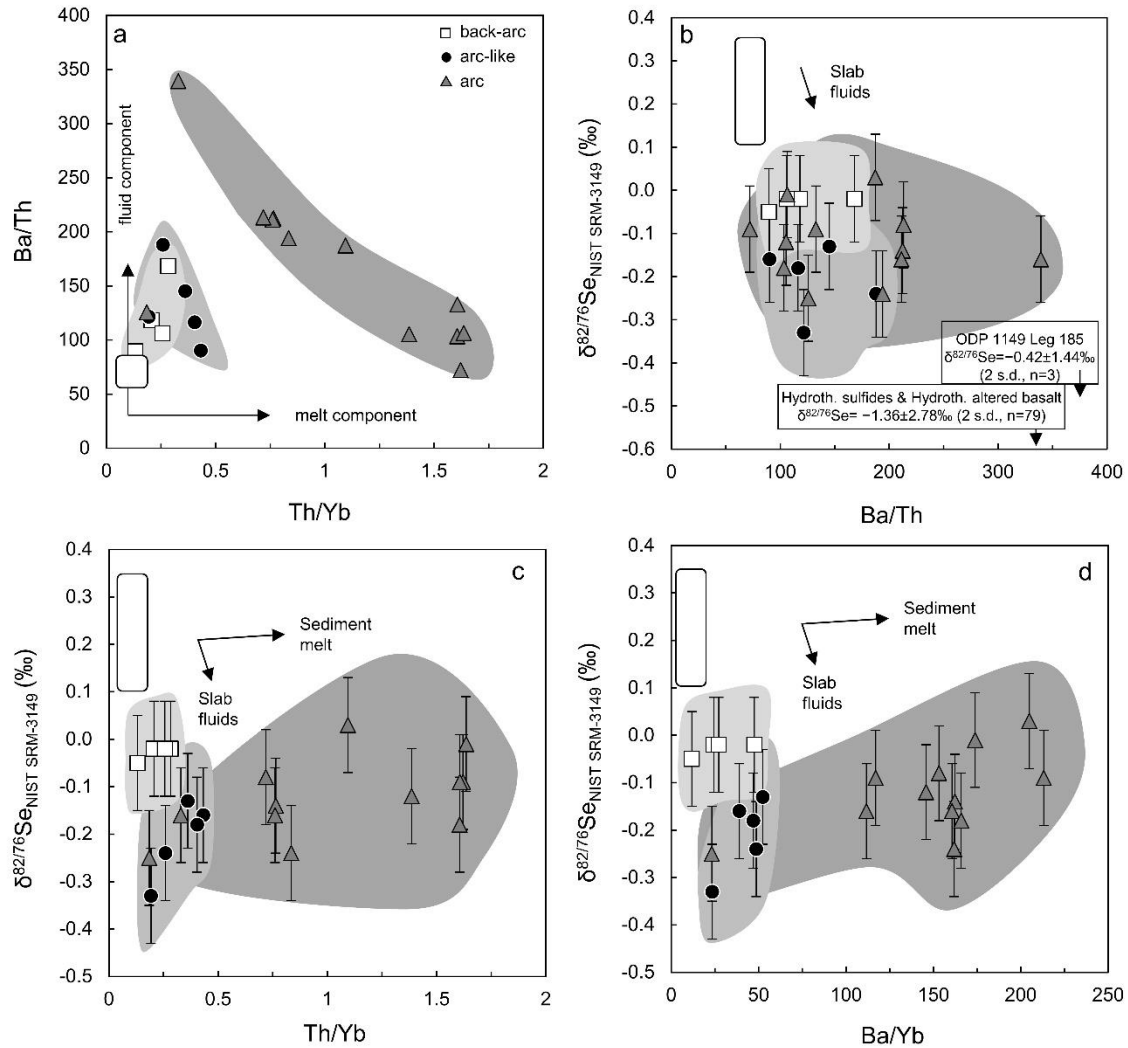 a
back-arc
arc-like
arc
400
350
300
250
200
150
100
50
0
Ba/Th
fluid component
melt component
0
0.5
1
1.5
2
Th/Yb
b
Slab
fluids
0.4
0.3
0.2
0.1
0.0
-0.1
-0.2
-0.3
-0.4
-0.5
-0.6
δ82/76SeNIST SRM-3149 (‰)
ODP 1149 Leg 185
δ82/76Se=−0.42±1.44‰
(2 s.d., n=3)
Hydroth. sulfides & Hydroth. altered basalt
δ82/76Se= −1.36±2.78‰ (2 s.d., n=79)
0
100
200
300
400
Ba/Th
c
Sediment
melt
Slab
fluids
0.4
0.3
0.2
0.1
0.0
-0.1
-0.2
-0.3
-0.4
-0.5
δ82/76SeNIST SRM-3149 (‰)
0
0.5
1
1.5
2
Th/Yb
d
Sediment
melt
Slab
fluids
0.4
0.3
0.2
0.1
0.0
-0.1
-0.2
-0.3
-0.4
-0.5
δ82/76SeNIST SRM-3149 (‰)
0
50
100
150
200
250
Ba/Yb